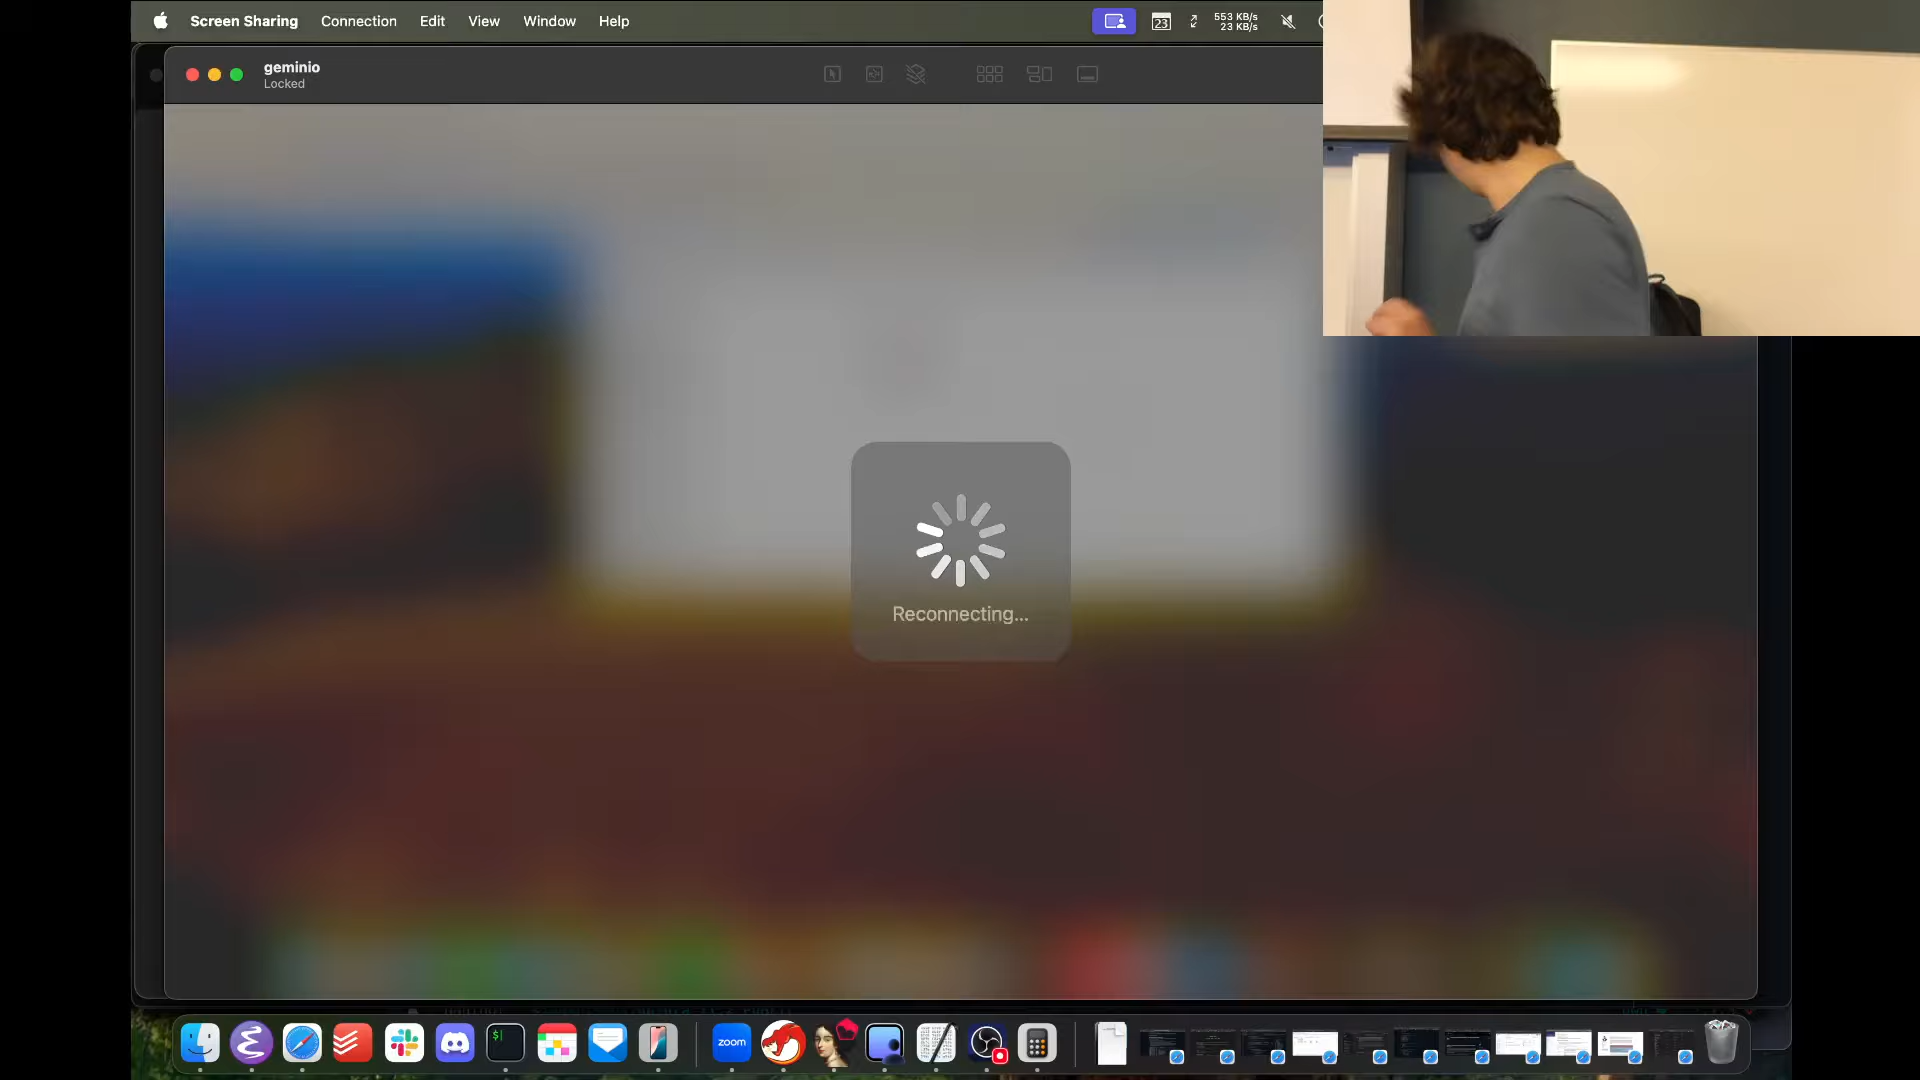 Screen Sharing Connection Edit View Window Help
23
553 KB/s
23 KB/s
geminio
Locked
Reconnecting...
$
zoom